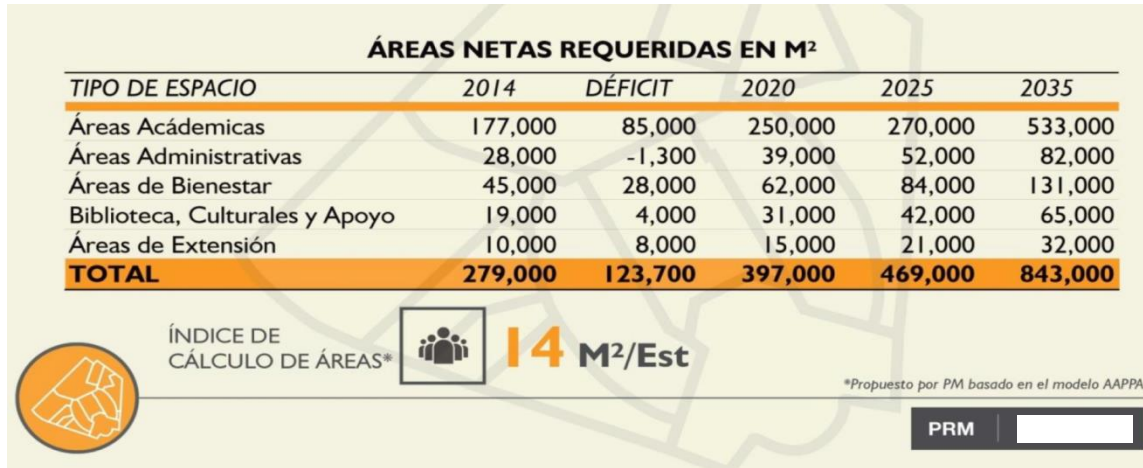 ÁREAS NETAS REQUERIDAS EN M²
TIPO DE ESPACIO 2014 DÉFICIT 2020 2025 2035
Áreas Acádemicas 177,000 85,000 250,000 270,000 533,000
Áreas Administrativas 28,000 -1,300 39,000 52,000 82,000
Áreas de Bienestar 45,000 28,000 62,000 84,000 131,000
Biblioteca, Culturales y Apoyo 19,000 4,000 31,000 42,000 65,000
Áreas de Extensión 10,000 8,000 15,000 21,000 32,000
TOTAL 279,000 123,700 397,000 469,000 843,000
ÍNDICE DE
CÁLCULO DE ÁREAS*
14 M²/Est
*Propuesto por PM basado en el modelo AAPPA
PRM